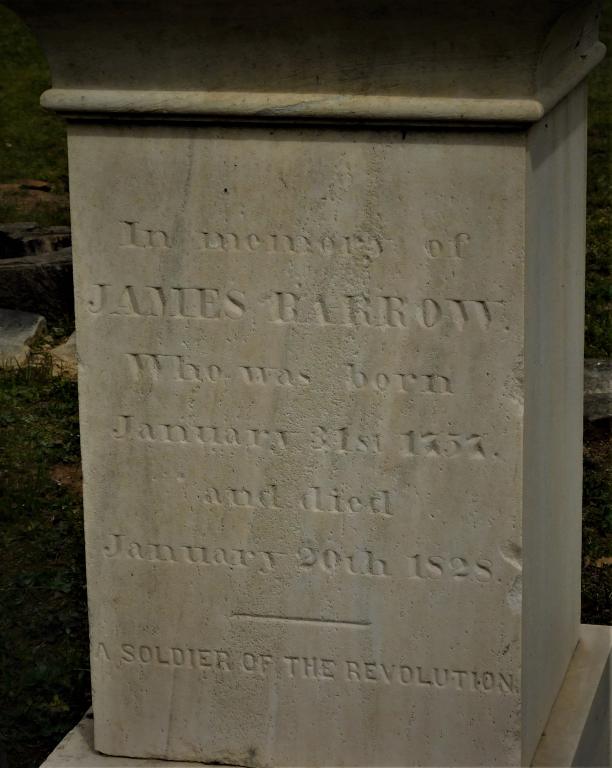 In memory of
JAMES BARROW.
Who was born
January 31st 1757.
and died
January 20th 1828.
A SOLDIER OF THE REVOLUTION.